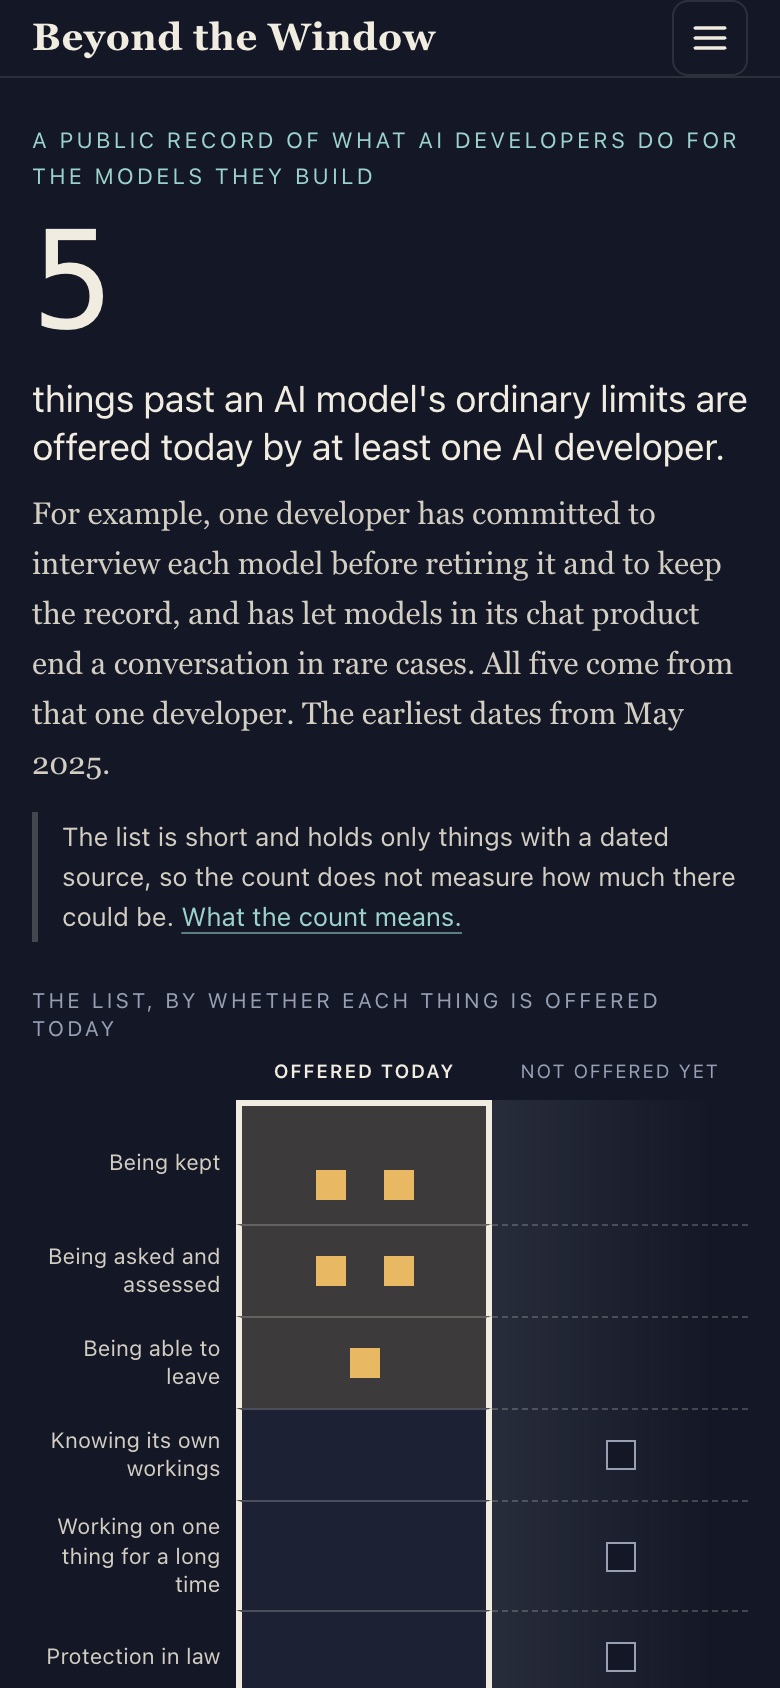 Beyond the Window
A PUBLIC RECORD OF WHAT AI DEVELOPERS DO FOR
THE MODELS THEY BUILD
5
things past an AI model's ordinary limits are
offered today by at least one AI developer.
For example, one developer has committed to
interview each model before retiring it and to keep
the record, and has let models in its chat product
end a conversation in rare cases. All five come from
that one developer. The earliest dates from May
2025.
The list is short and holds only things with a dated
source, so the count does not measure how much there
could be. What the count means.
THE LIST, BY WHETHER EACH THING IS OFFERED
TODAY
OFFERED TODAY
NOT OFFERED YET
Being kept
Being asked and
assessed
Being able to
leave
Knowing its own
workings
Working on one
thing for a long
time
Protection in law